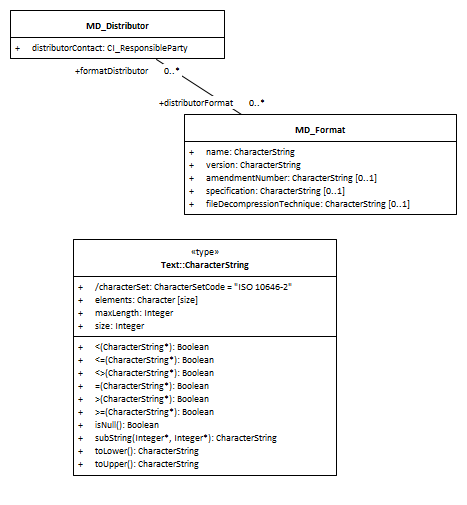 MD_Distributor
+ distributorContact: CI_ResponsibleParty
+formatDistributor 0..*
+distributorFormat 0..*
MD_Format
+ name: CharacterString
+ version: CharacterString
+ amendmentNumber: CharacterString [0..1]
+ specification: CharacterString [0..1]
+ fileDecompressionTechnique: CharacterString [0..1]
«type»
Text::CharacterString
+ /characterSet: CharacterSetCode = "ISO 10646-2"
+ elements: Character [size]
+ maxLength: Integer
+ size: Integer
+ <(CharacterString*): Boolean
+ <=(CharacterString*): Boolean
+ <>(CharacterString*): Boolean
+ =(CharacterString*): Boolean
+ >(CharacterString*): Boolean
+ >=(CharacterString*): Boolean
+ isNull(): Boolean
+ subString(Integer*, Integer*): CharacterString
+ toLower(): CharacterString
+ toUpper(): CharacterString